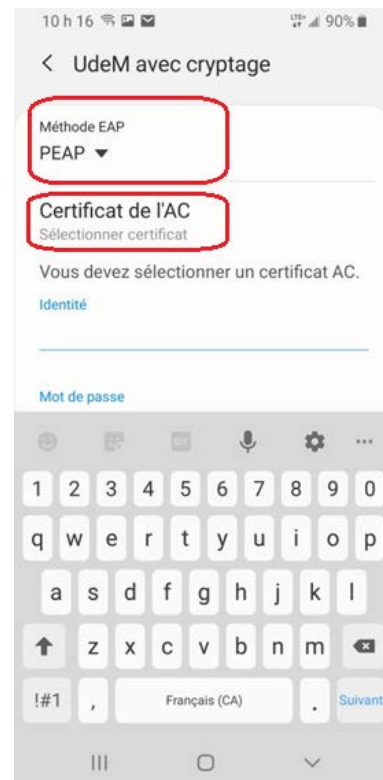 10 h 16 LTE+ 90%
UdeM avec cryptage
Méthode EAP
PEAP
Certificat de l'AC
Sélectionner certificat
Vous devez sélectionner un certificat AC.
Identité
Mot de passe
GIF
1 2 3 4 5 6 7 8 9 0
q w e r t y u i o p
a s d f g h j k l
z x c v b n m
!#1 , Français (CA) . Suivant